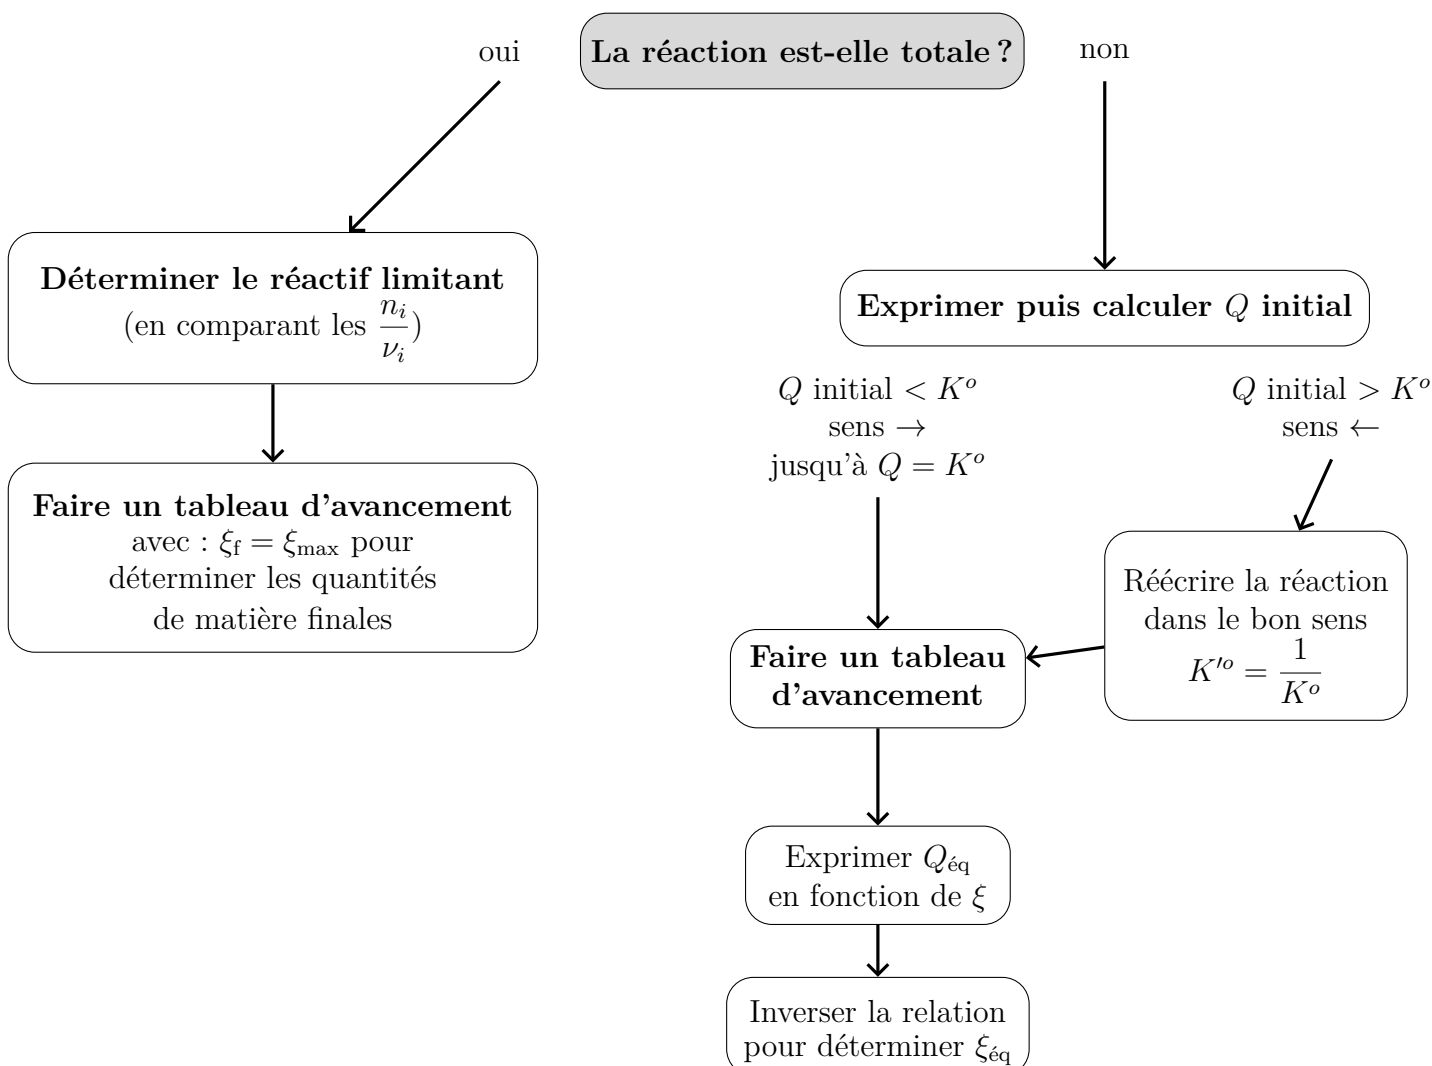 oui
La réaction est-elle totale ?
non
Déterminer le réactif limitant
(en comparant les n_i/ν_i)
Faire un tableau d'avancement
avec : ξ_f = ξ_max pour
déterminer les quantités
de matière finales
Exprimer puis calculer Q initial
Q initial < K^o
sens →
jusqu'à Q = K^o
Q initial > K^o
sens ←
Réécrire la réaction
dans le bon sens
K'^o = 1/K^o
Faire un tableau
d'avancement
Exprimer Q_éq
en fonction de ξ
Inverser la relation
pour déterminer ξ_éq